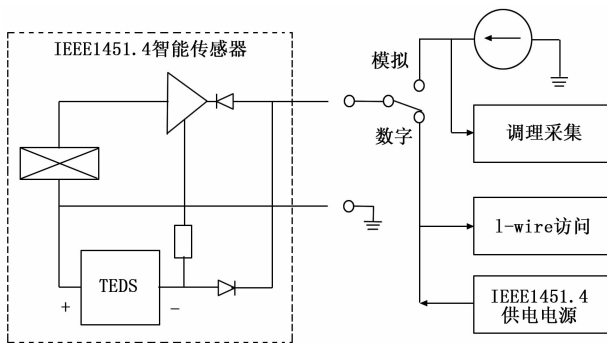 IEEE1451.4智能传感器
模拟
数字
调理采集
1-wire访问
TEDS
+
−
IEEE1451.4
供电电源